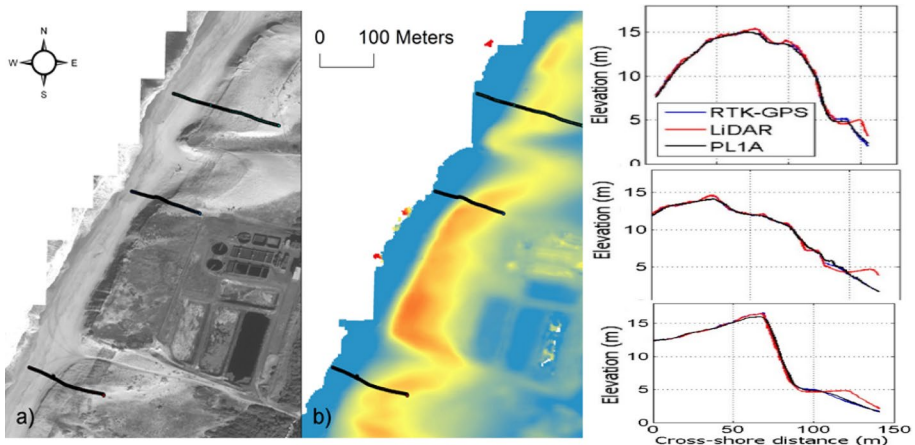 N
W E
S
a)
0 100 Meters
b)
Elevation (m)
15
10
5
0
RTK-GPS
LiDAR
PL1A
Elevation (m)
15
10
5
Elevation (m)
15
10
5
0
0 50 100 150
Cross-shore distance (m)